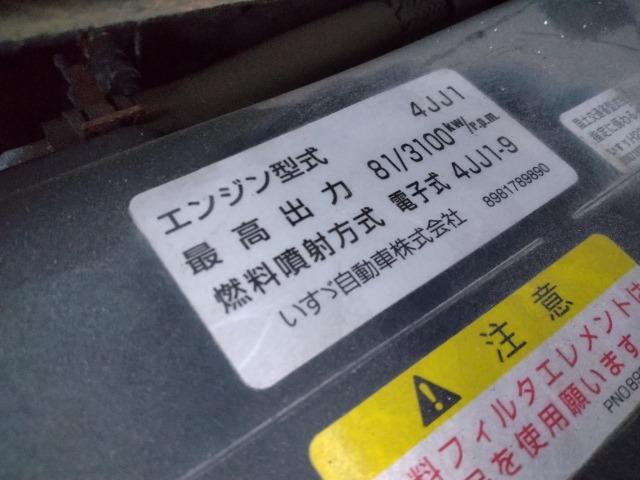 エンジン型式 4JJ1
最高出力 81/3100kw/r.p.m.
燃料噴射方式 電子式 4JJ1-9
いすゞ自動車株式会社 8981789890
注意
料フィルタエレメントは
を使用願います
PNO.89